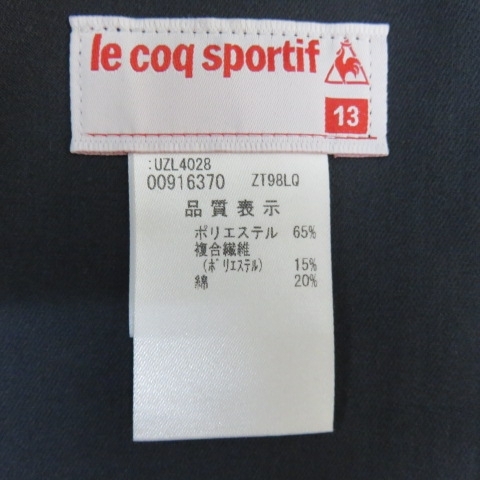 le coq sportif
13
:UZL4028
00916370 ZT98LQ
品質表示
ポリエステル 65%
複合繊維
(ポリエステル) 15%
綿 20%